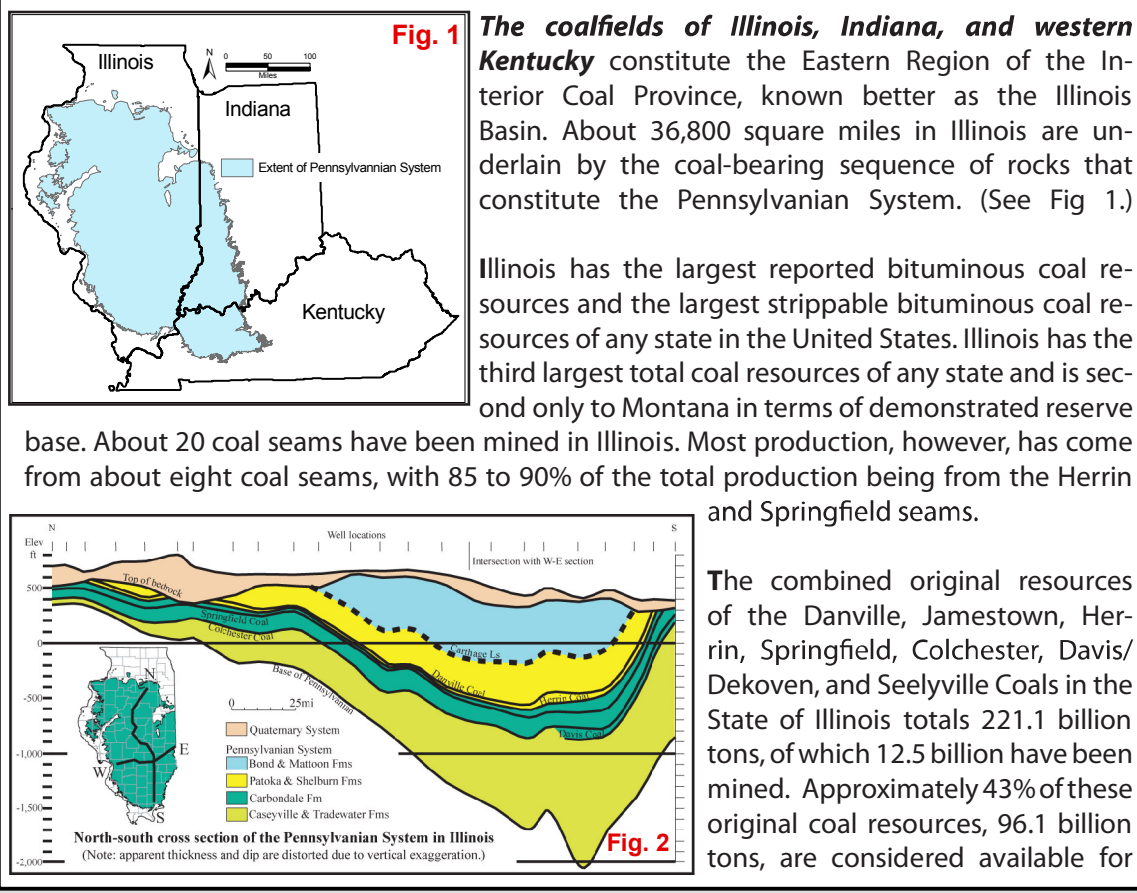 Fig. 1
Illinois
N
0 50 100
Miles
Indiana
Extent of Pennsylvannian System
Kentucky
The coalfields of Illinois, Indiana, and western
Kentucky constitute the Eastern Region of the In-
terior Coal Province, known better as the Illinois
Basin. About 36,800 square miles in Illinois are un-
derlain by the coal-bearing sequence of rocks that
constitute the Pennsylvanian System. (See Fig 1.)
Illinois has the largest reported bituminous coal re-
sources and the largest strippable bituminous coal re-
sources of any state in the United States. Illinois has the
third largest total coal resources of any state and is sec-
ond only to Montana in terms of demonstrated reserve
base. About 20 coal seams have been mined in Illinois. Most production, however, has come
from about eight coal seams, with 85 to 90% of the total production being from the Herrin
and Springfield seams.
N
S
Elev
ft
Well locations
Intersection with W-E section
500
0
-500
-1,000
-1,500
-2,000
Top of bedrock
Springfield Coal
Colchester Coal
Base of Pennsylvanian
Carthage Ls
Danville Coal
Herrin Coal
Davis Coal
N
E
W
S
0 25mi
Quaternary System
Pennsylvanian System
Bond & Mattoon Fms
Patoka & Shelburn Fms
Carbondale Fm
Caseyville & Tradewater Fms
North-south cross section of the Pennsylvanian System in Illinois
(Note: apparent thickness and dip are distorted due to vertical exaggeration.)
Fig. 2
The combined original resources
of the Danville, Jamestown, Her-
rin, Springfield, Colchester, Davis/
Dekoven, and Seelyville Coals in the
State of Illinois totals 221.1 billion
tons, of which 12.5 billion have been
mined. Approximately 43% of these
original coal resources, 96.1 billion
tons, are considered available for